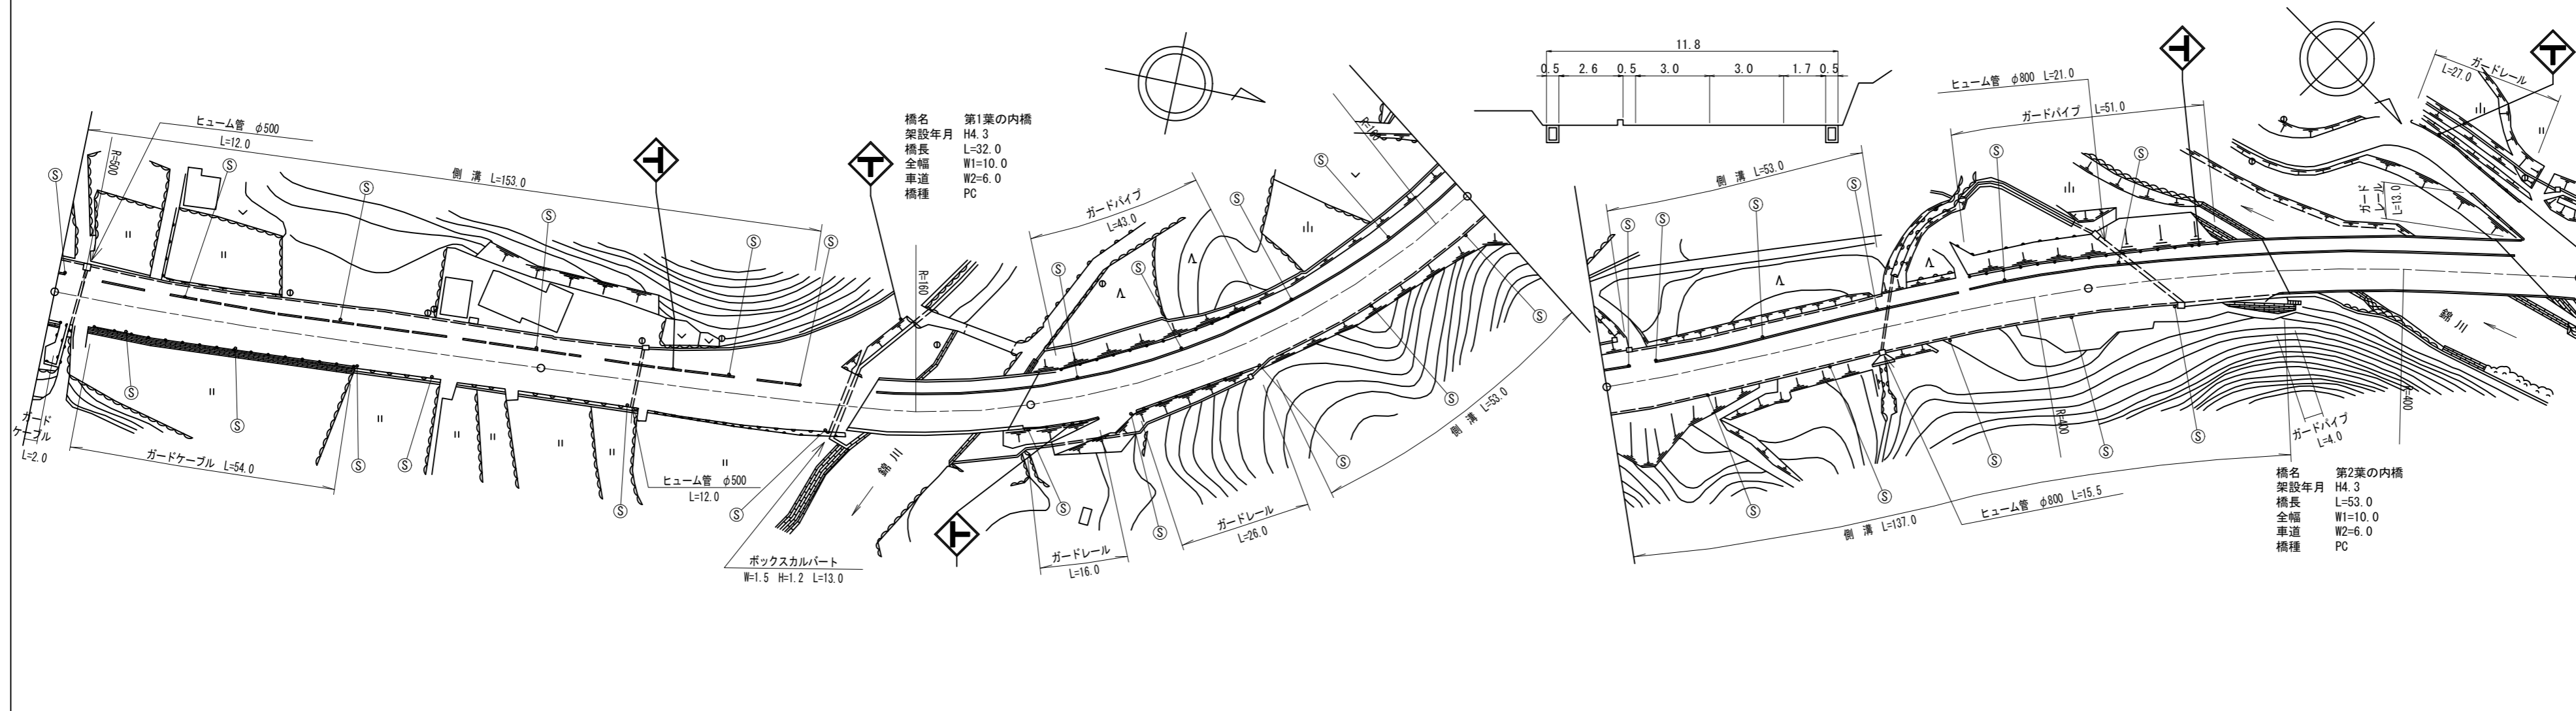 ヒューム管 φ500
L=12.0
R=500
側 溝 L=153.0
橋名 第1葉の内橋
架設年月 H4.3
橋長 L=32.0
全幅 W1=10.0
車道 W2=6.0
橋種 PC
R=160
ガードパイプ
L=43.0
ガード
ケーブル
L=2.0
ガードケーブル L=54.0
ヒューム管 φ500
L=12.0
ボックスカルバート
W=1.5 H=1.2 L=13.0
錦川
ガードレール
L=16.0
ガードレール
L=26.0
側 溝 L=53.0
11.8
0.5 2.6 0.5 3.0 3.0 1.7 0.5
側 溝 L=53.0
ヒューム管 φ800 L=21.0
ガードパイプ L=51.0
ガードレール
L=27.0
ガード
レール
L=13.0
錦川
R=400
R=400
ガードパイプ
L=4.0
ヒューム管 φ800 L=15.5
側 溝 L=137.0
橋名 第2葉の内橋
架設年月 H4.3
橋長 L=53.0
全幅 W1=10.0
車道 W2=6.0
橋種 PC